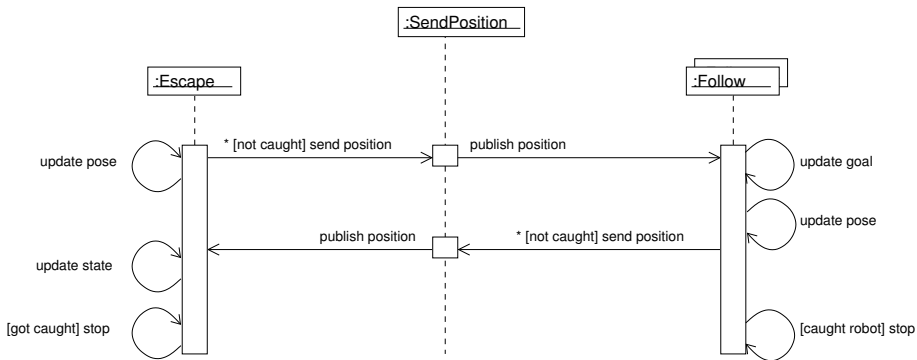 :SendPosition
:Escape
:Follow
* [not caught] send position
publish position
update pose
update goal
update pose
publish position
* [not caught] send position
update state
[got caught] stop
[caught robot] stop